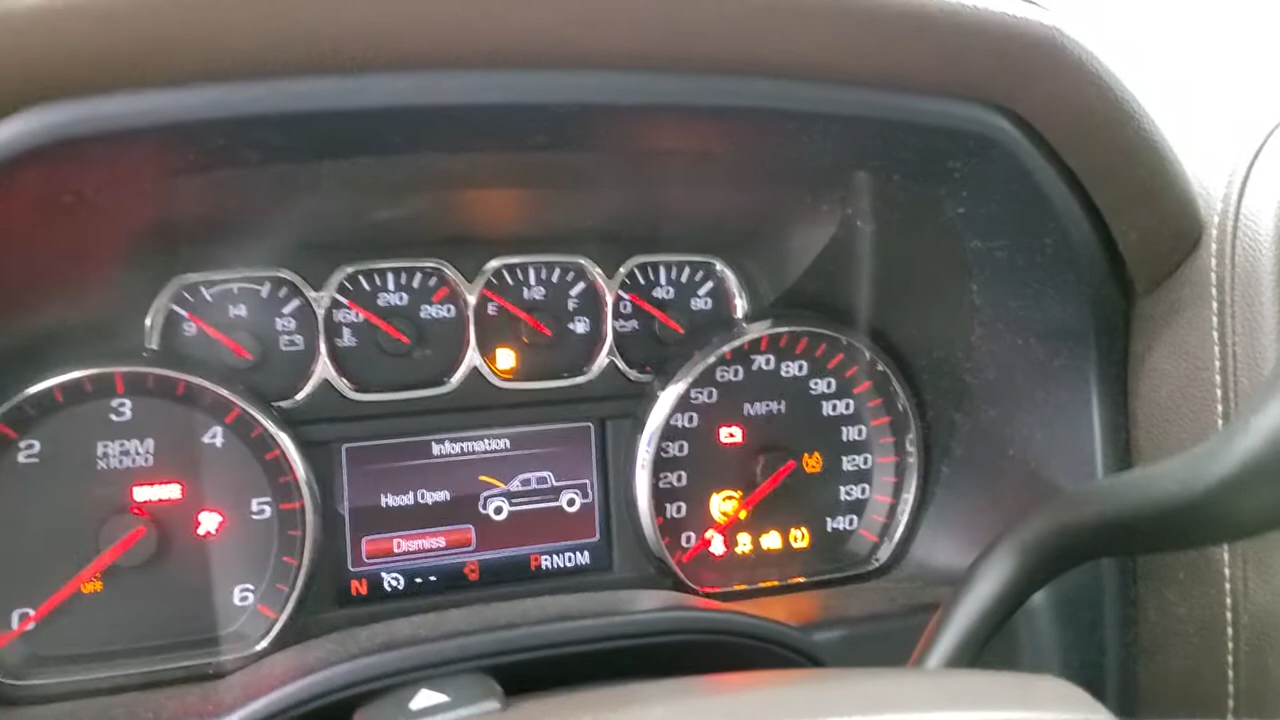 9 14 19
160 210 260
E 1/2 F
0 40 80
0 2 3 4 5 6
RPM
x1000
BRAKE
OFF
Information
Hood Open
Dismiss
N -- PRNDM
0 10 20 30 40 50 60 70 80 90 100 110 120 130 140
MPH